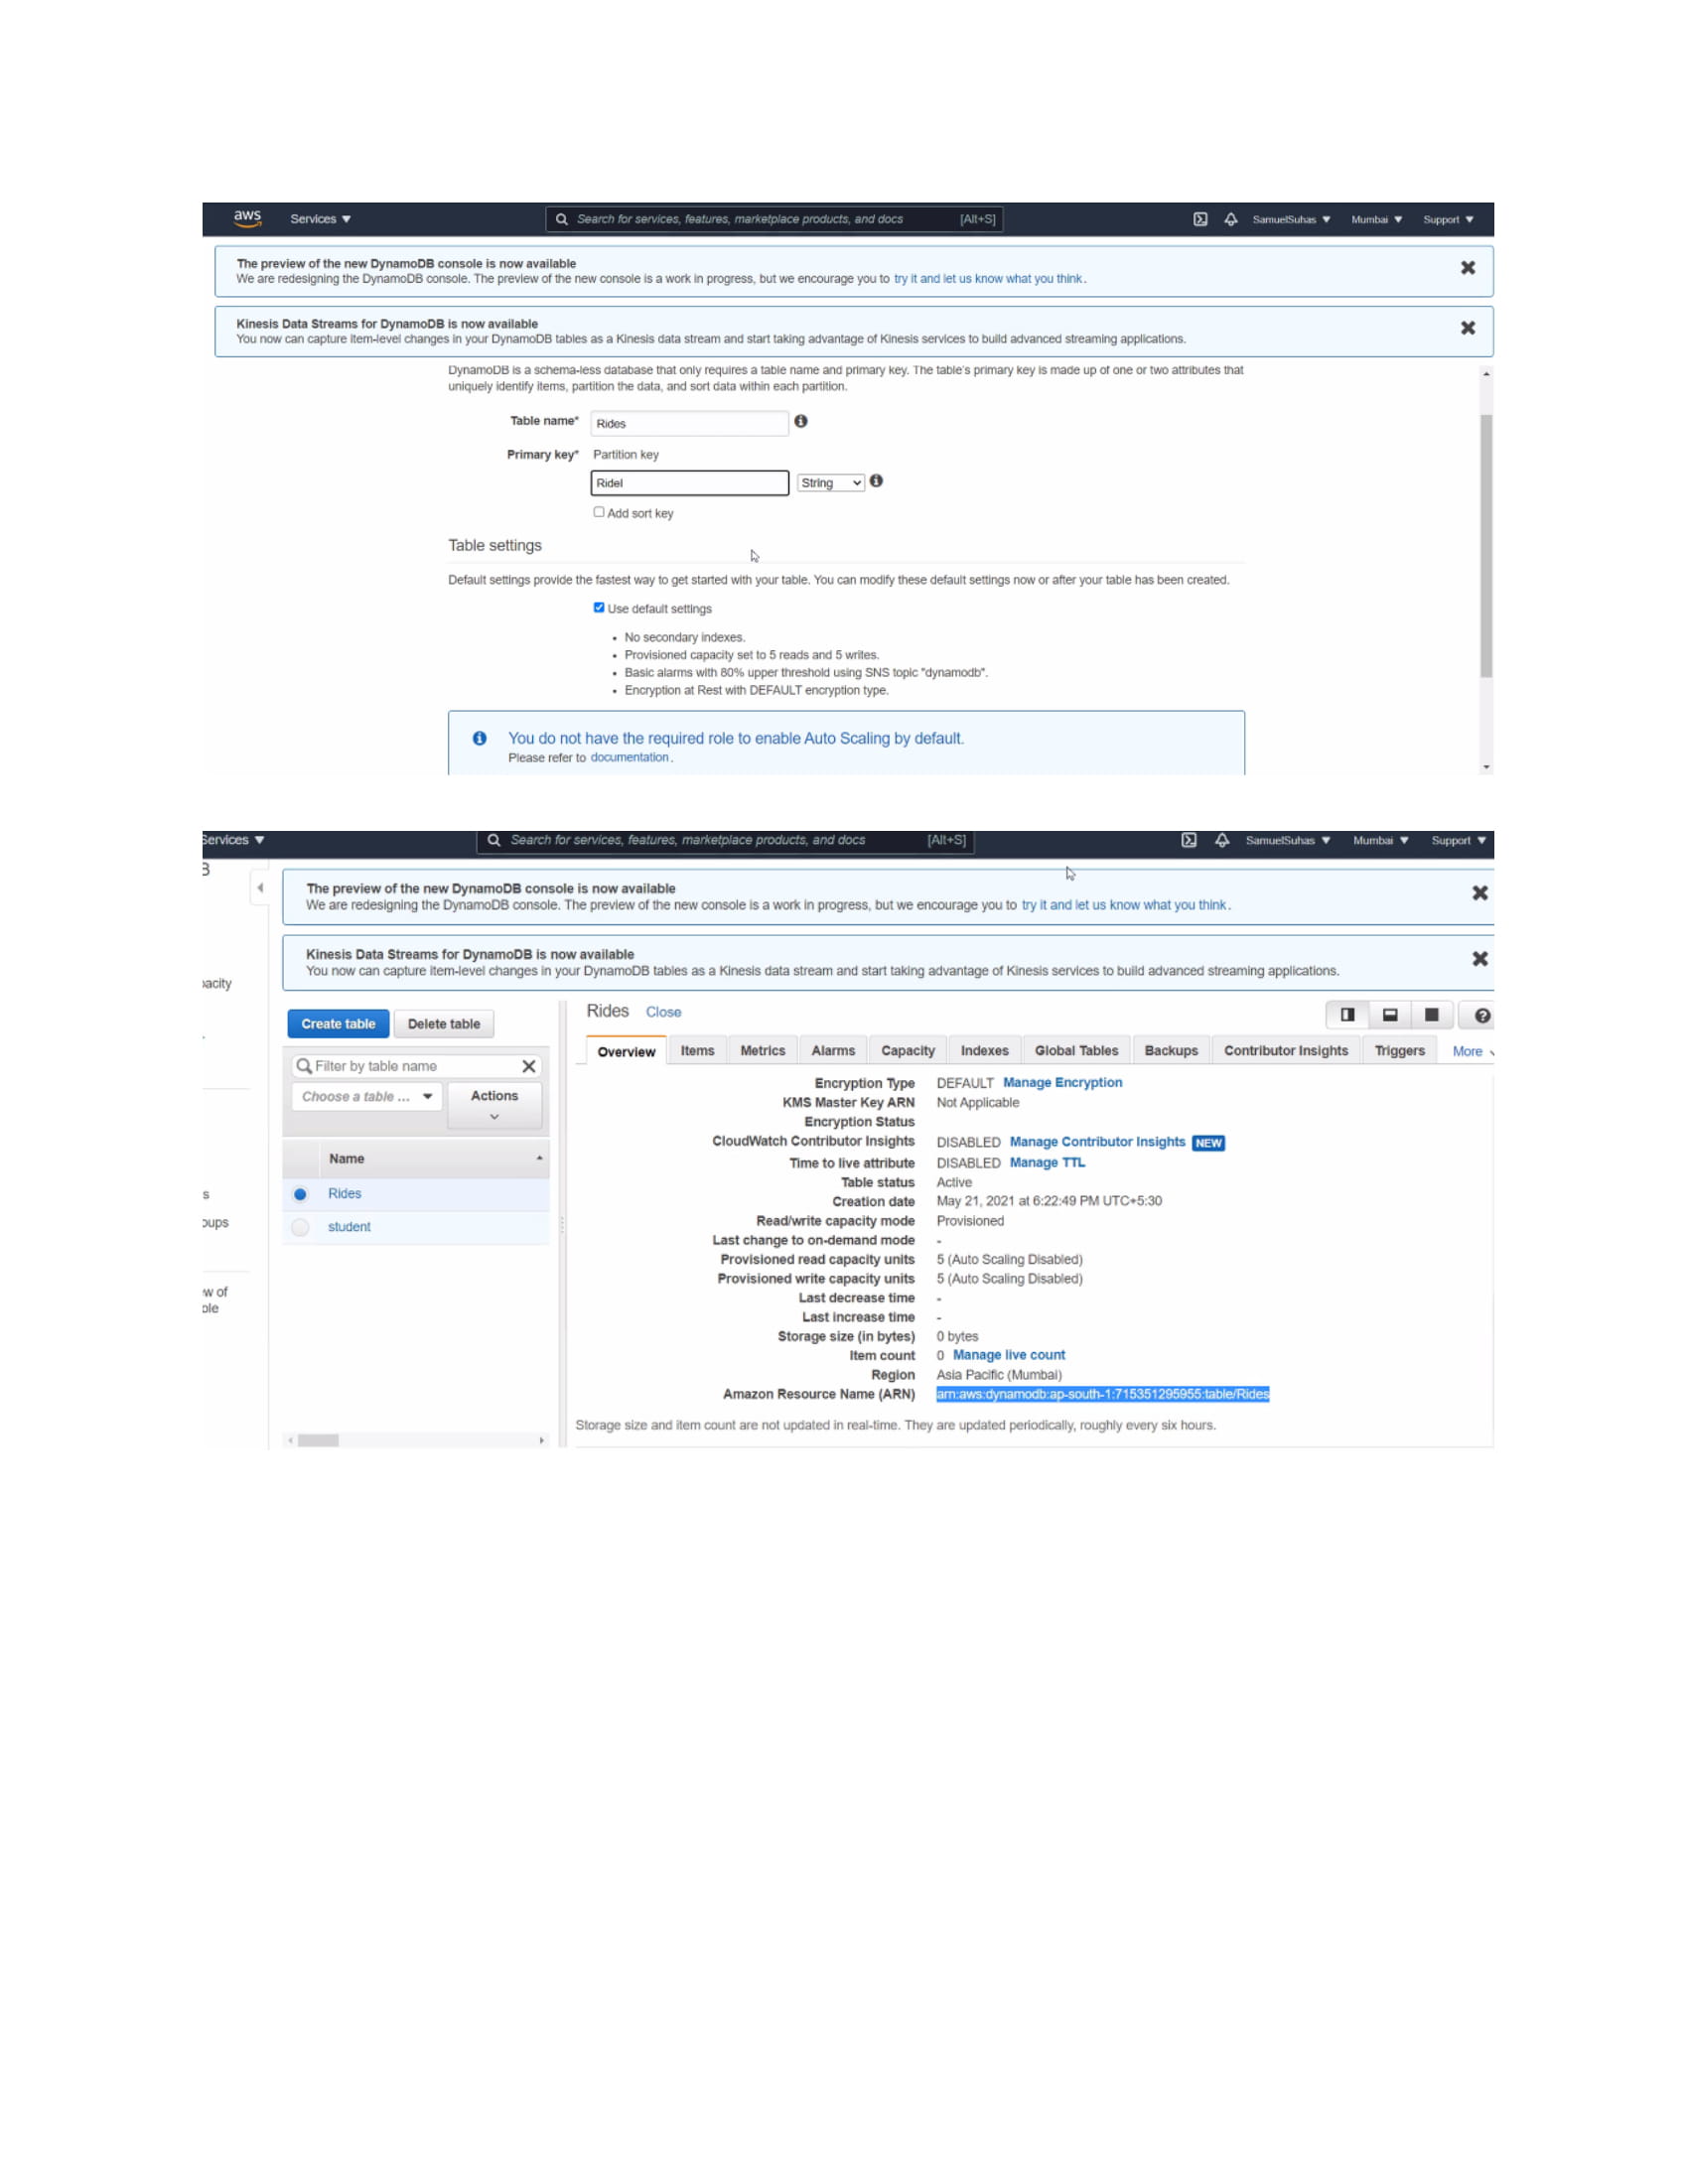 aws Services Search for services, features, marketplace products, and docs [Alt+S] SamuelSuhas Mumbai Support
The preview of the new DynamoDB console is now available
We are redesigning the DynamoDB console. The preview of the new console is a work in progress, but we encourage you to try it and let us know what you think.
Kinesis Data Streams for DynamoDB is now available
You now can capture item-level changes in your DynamoDB tables as a Kinesis data stream and start taking advantage of Kinesis services to build advanced streaming applications.
DynamoDB is a schema-less database that only requires a table name and primary key. The table's primary key is made up of one or two attributes that
uniquely identify items, partition the data, and sort data within each partition.
Table name* Rides
Primary key* Partition key
RideI String
Add sort key
Table settings
Default settings provide the fastest way to get started with your table. You can modify these default settings now or after your table has been created.
Use default settings
• No secondary indexes.
• Provisioned capacity set to 5 reads and 5 writes.
• Basic alarms with 80% upper threshold using SNS topic "dynamodb".
• Encryption at Rest with DEFAULT encryption type.
You do not have the required role to enable Auto Scaling by default.
Please refer to documentation.
Services Search for services, features, marketplace products, and docs [Alt+S] SamuelSuhas Mumbai Support
The preview of the new DynamoDB console is now available
We are redesigning the DynamoDB console. The preview of the new console is a work in progress, but we encourage you to try it and let us know what you think.
Kinesis Data Streams for DynamoDB is now available
You now can capture item-level changes in your DynamoDB tables as a Kinesis data stream and start taking advantage of Kinesis services to build advanced streaming applications.
pacity
s
oups
ew of
ole
Create table Delete table
Filter by table name
Choose a table ... Actions
Name
Rides
student
Rides Close
Overview Items Metrics Alarms Capacity Indexes Global Tables Backups Contributor Insights Triggers More
Encryption Type DEFAULT Manage Encryption
KMS Master Key ARN Not Applicable
Encryption Status
CloudWatch Contributor Insights DISABLED Manage Contributor Insights NEW
Time to live attribute DISABLED Manage TTL
Table status Active
Creation date May 21, 2021 at 6:22:49 PM UTC+5:30
Read/write capacity mode Provisioned
Last change to on-demand mode -
Provisioned read capacity units 5 (Auto Scaling Disabled)
Provisioned write capacity units 5 (Auto Scaling Disabled)
Last decrease time -
Last increase time -
Storage size (in bytes) 0 bytes
Item count 0 Manage live count
Region Asia Pacific (Mumbai)
Amazon Resource Name (ARN) arn:aws:dynamodb:ap-south-1:715351295955:table/Rides
Storage size and item count are not updated in real-time. They are updated periodically, roughly every six hours.